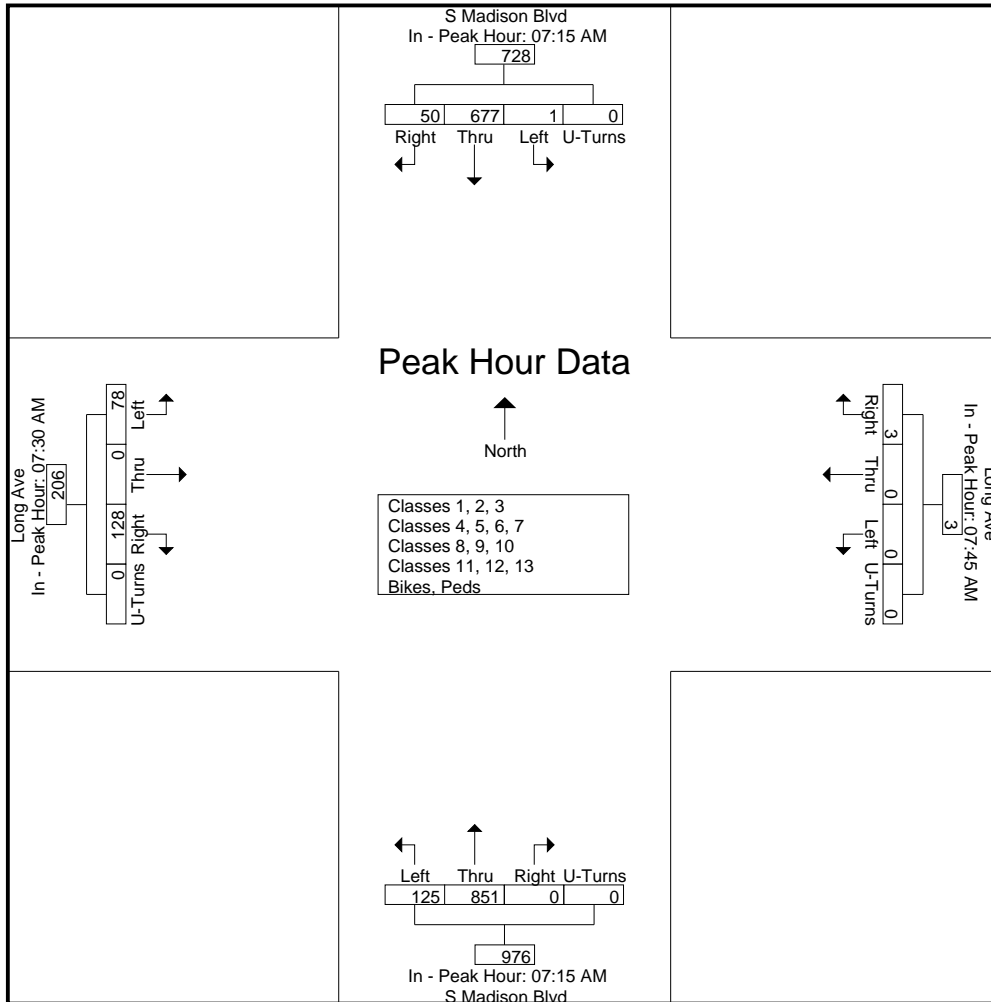 S Madison Blvd
In - Peak Hour: 07:15 AM
728
50 677 1 0
Right Thru Left U-Turns
Peak Hour Data
North
Classes 1, 2, 3
Classes 4, 5, 6, 7
Classes 8, 9, 10
Classes 11, 12, 13
Bikes, Peds
Long Ave
In - Peak Hour: 07:30 AM
206
78 0 128 0
Left Thru Right U-Turns
Long Ave
In - Peak Hour: 07:45 AM
3
3 0 0 0
Right Thru Left U-Turns
Left Thru Right U-Turns
125 851 0 0
976
In - Peak Hour: 07:15 AM
S Madison Blvd